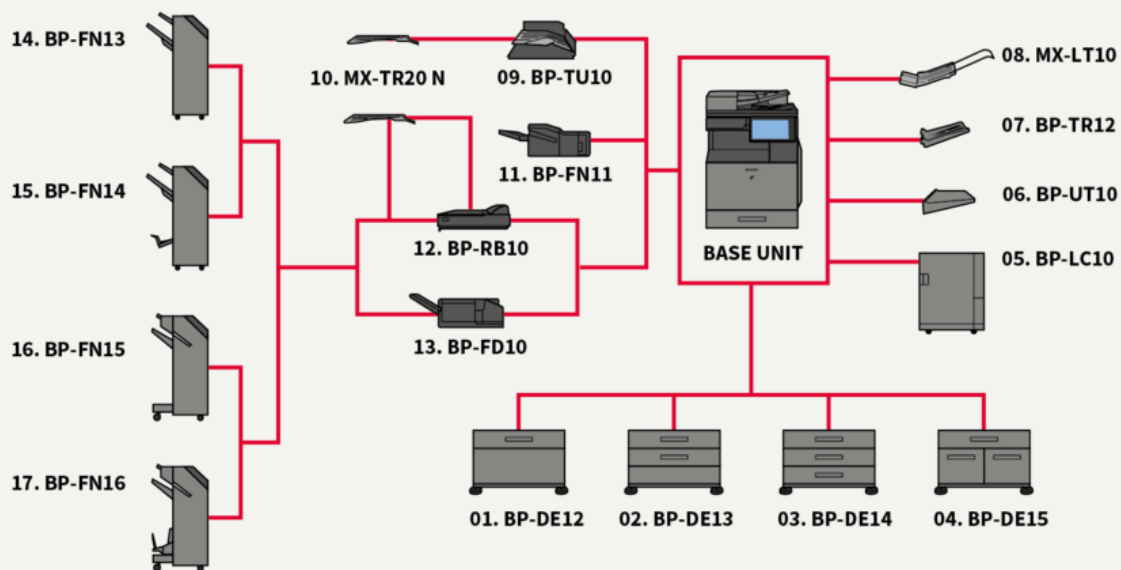 14. BP-FN13
10. MX-TR20 N
09. BP-TU10
08. MX-LT10
07. BP-TR12
11. BP-FN11
15. BP-FN14
06. BP-UT10
12. BP-RB10
BASE UNIT
05. BP-LC10
16. BP-FN15
13. BP-FD10
17. BP-FN16
01. BP-DE12
02. BP-DE13
03. BP-DE14
04. BP-DE15